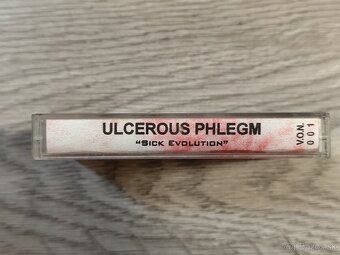 ULCEROUS PHLEGM
"SICK EVOLUTION"
V.O.N.
001